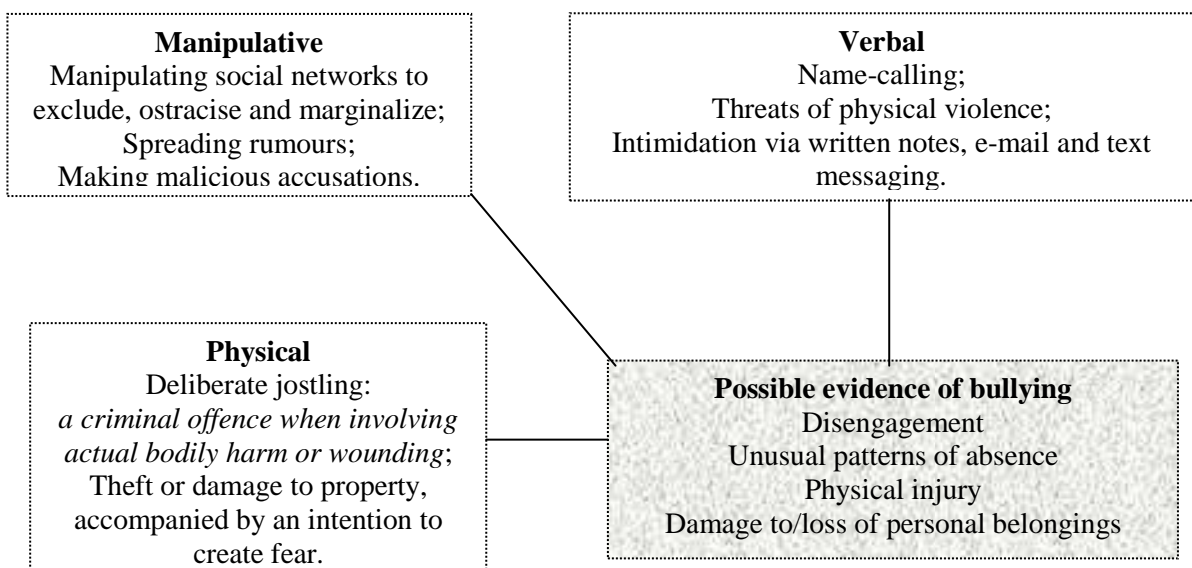 Manipulative
Manipulating social networks to
exclude, ostracise and marginalize;
Spreading rumours;
Making malicious accusations.
Verbal
Name-calling;
Threats of physical violence;
Intimidation via written notes, e-mail and text
messaging.
Physical
Deliberate jostling:
a criminal offence when involving
actual bodily harm or wounding;
Theft or damage to property,
accompanied by an intention to
create fear.
Possible evidence of bullying
Disengagement
Unusual patterns of absence
Physical injury
Damage to/loss of personal belongings